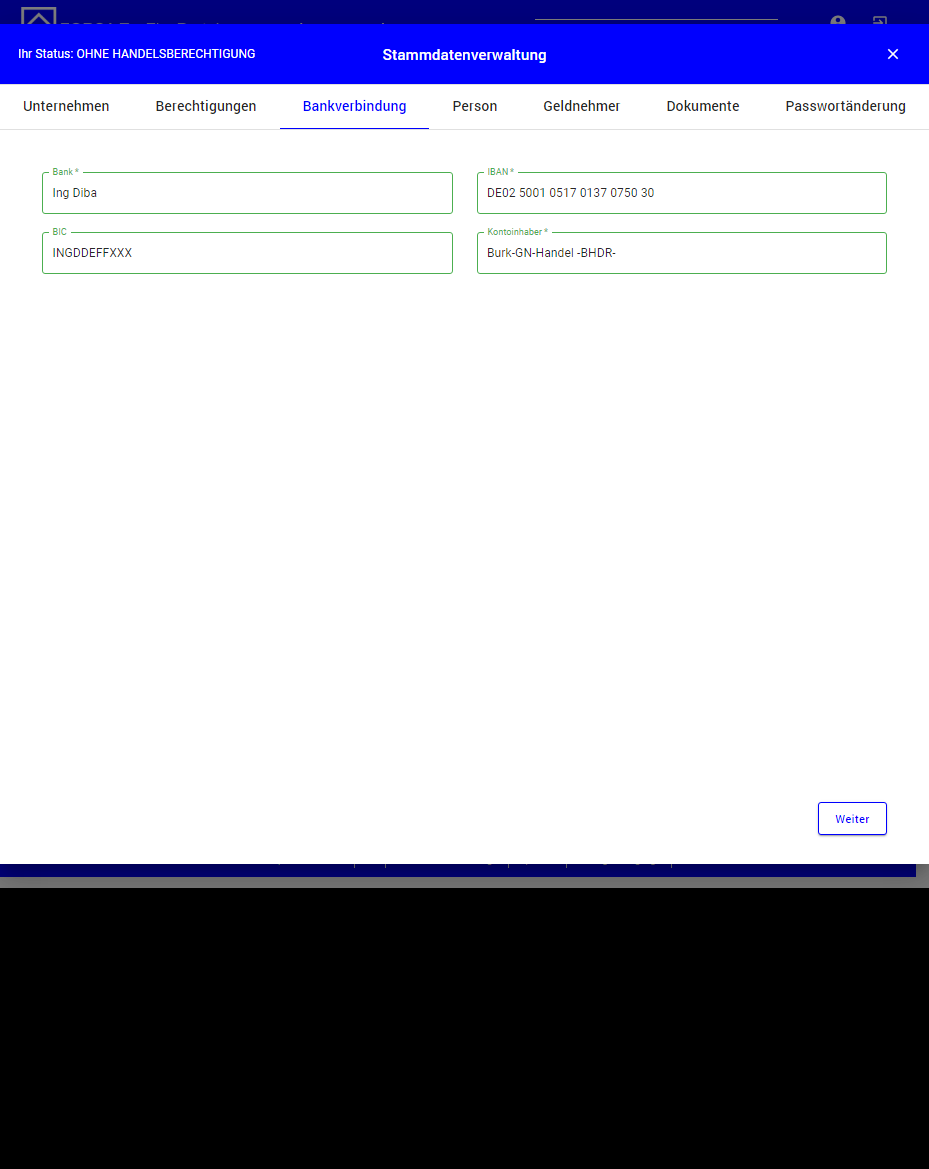 Ihr Status: OHNE HANDELSBERECHTIGUNG
Stammdatenverwaltung
Unternehmen Berechtigungen Bankverbindung Person Geldnehmer Dokumente Passwortänderung
Bank * IBAN *
Ing Diba DE02 5001 0517 0137 0750 30
BIC Kontoinhaber *
INGDDEFFXXX Burk-GN-Handel -BHDR-
Weiter